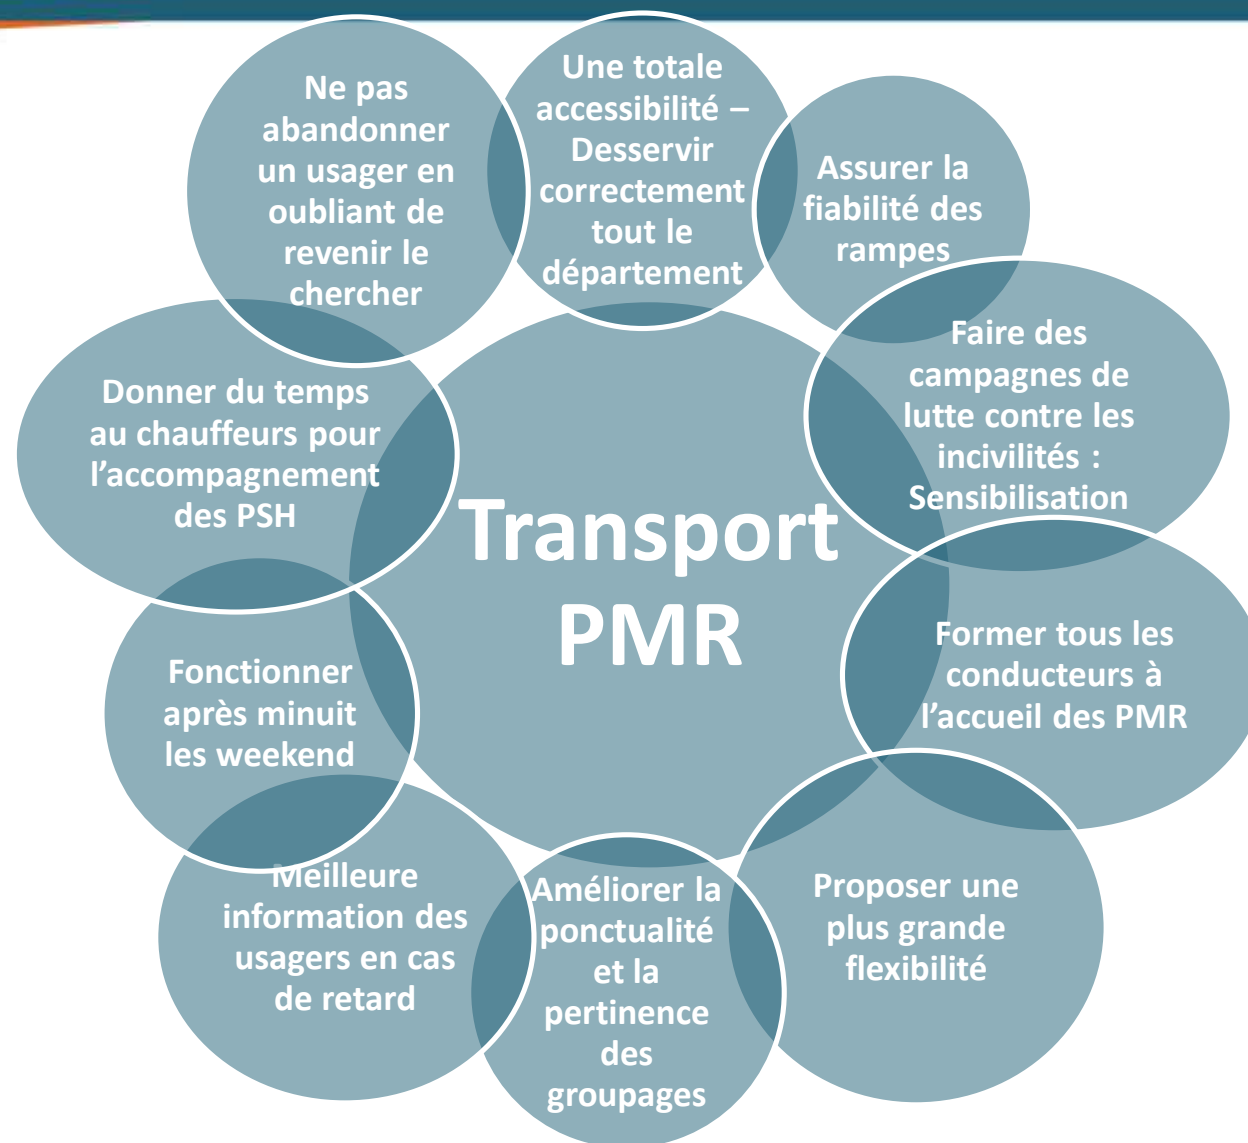 Une totale
accessibilité –
Desservir
correctement
tout le
département
Assurer la
fiabilité des
rampes
Faire des
campagnes de
lutte contre les
incivilités :
Sensibilisation
Former tous les
conducteurs à
l’accueil des PMR
Proposer une
plus grande
flexibilité
Améliorer la
ponctualité
et la
pertinence
des
groupages
Meilleure
information des
usagers en cas
de retard
Fonctionner
après minuit
les weekend
Donner du temps
au chauffeurs pour
l’accompagnement
des PSH
Ne pas
abandonner
un usager en
oubliant de
revenir le
chercher
Transport
PMR